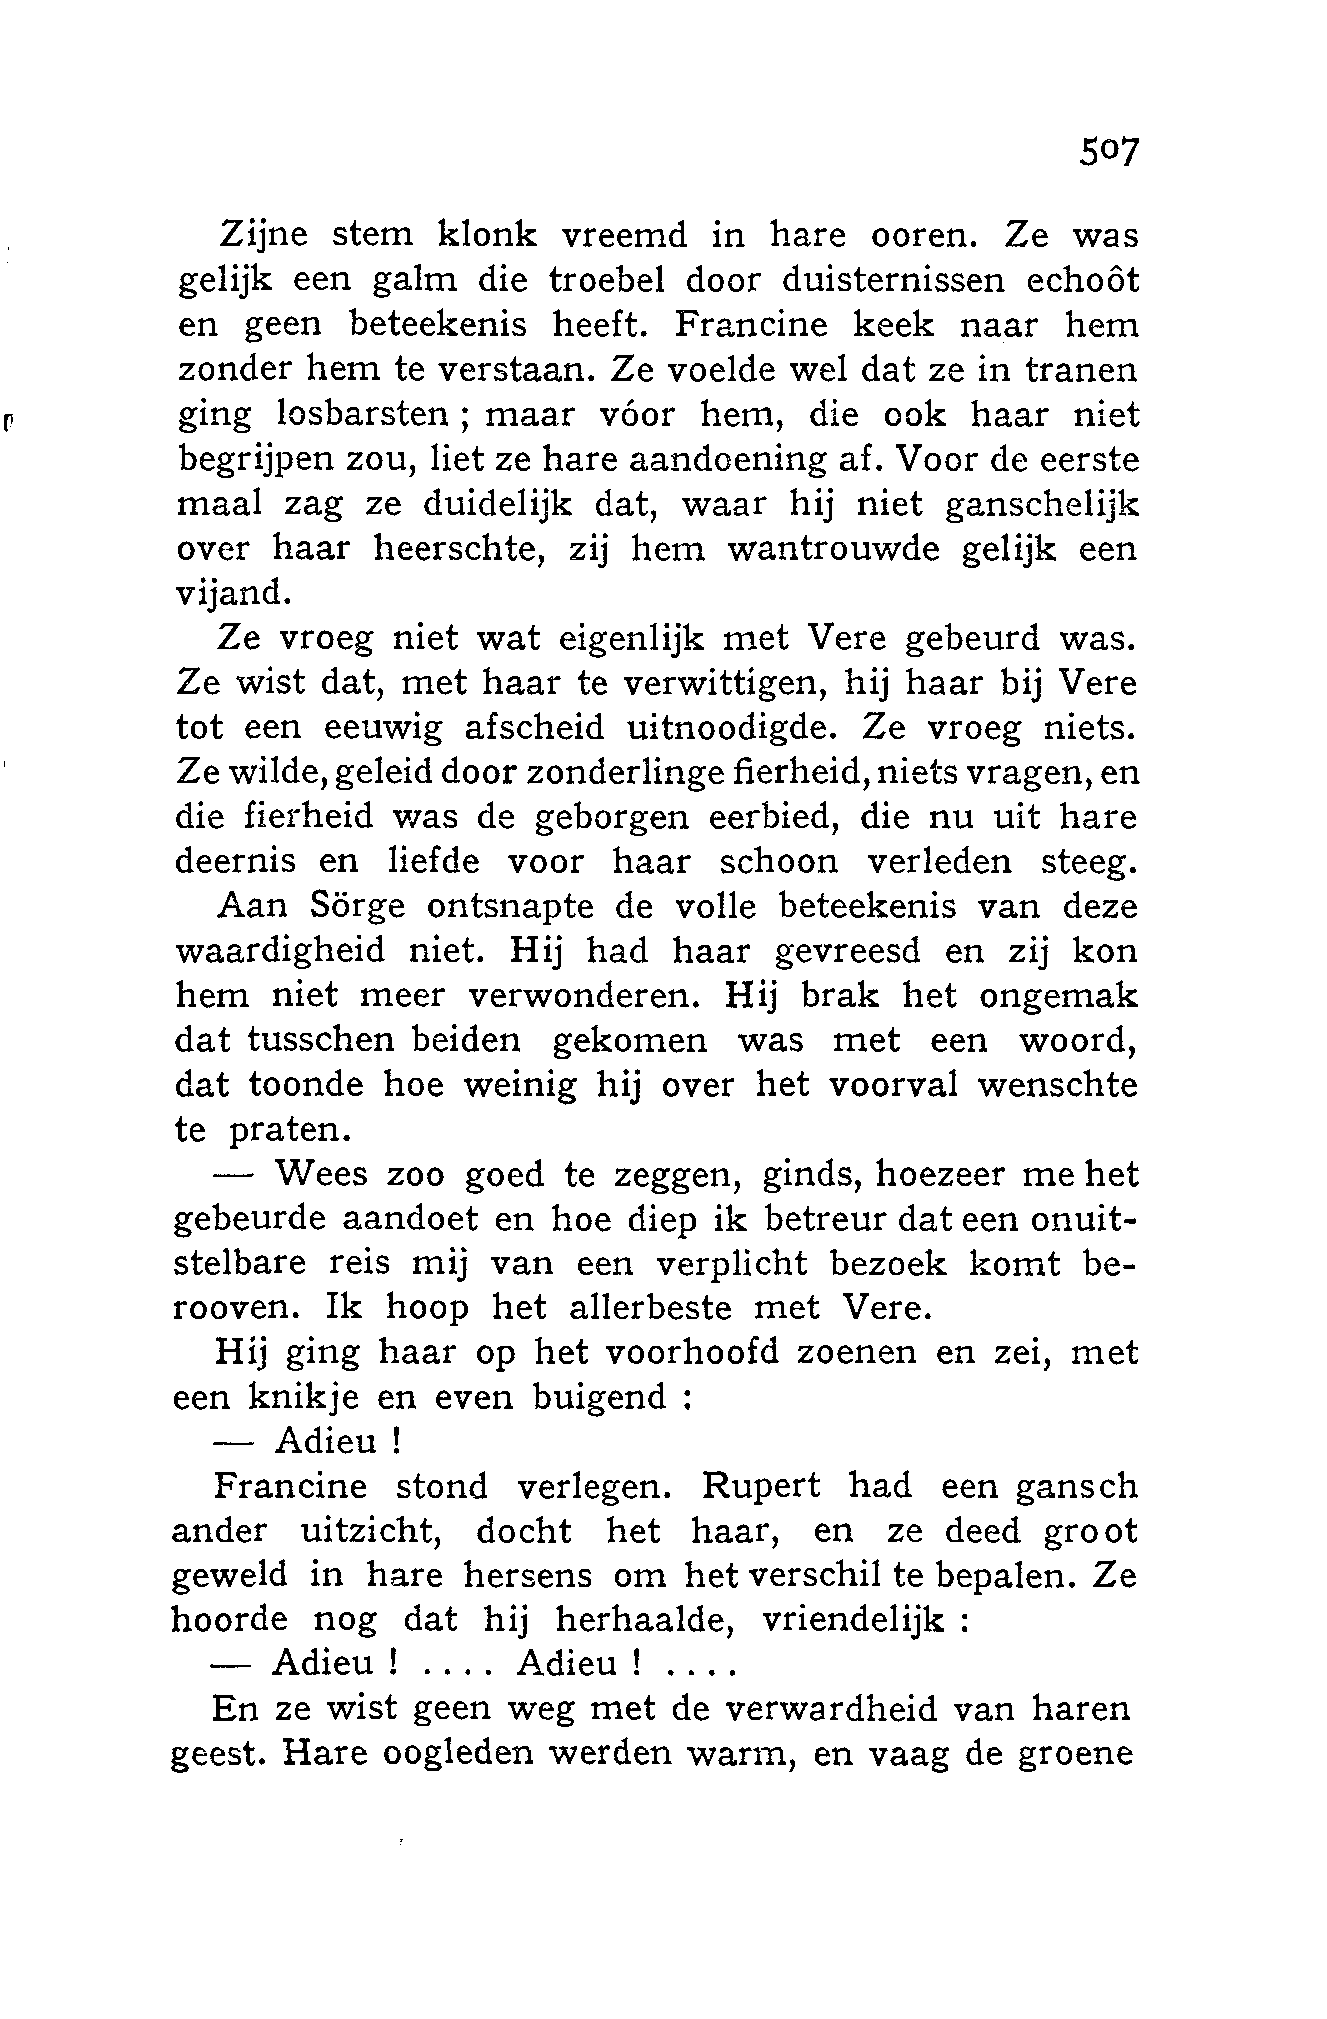 507
Zijne stem klonk vreemd in hare ooren. Ze was
gelijk een galm die troebel door duisternissen echoôt
en geen beteekenis heeft. Francine keek naar hem
zonder hem te verstaan. Ze voelde wel dat ze in tranen
ging losbarsten ; maar vóor hem, die ook haar niet
begrijpen zou, liet ze hare aandoening af. Voor de eerste
maal zag ze duidelijk dat, waar hij niet ganschelijk
over haar heerschte, zij hem wantrouwde gelijk een
vijand.
Ze vroeg niet wat eigenlijk met Vere gebeurd was.
Ze wist dat, met haar te verwittigen, hij haar bij Vere
tot een eeuwig afscheid uitnoodigde. Ze vroeg niets.
Ze wilde, geleid door zonderlinge fierheid, niets vragen, en
die fierheid was de geborgen eerbied, die nu uit hare
deernis en liefde voor haar schoon verleden steeg.
Aan Sörge ontsnapte de volle beteekenis van deze
waardigheid niet. Hij had haar gevreesd en zij kon
hem niet meer verwonderen. Hij brak het ongemak
dat tusschen beiden gekomen was met een woord,
dat toonde hoe weinig hij over het voorval wenschte
te praten.
— Wees zoo goed te zeggen, ginds, hoezeer me het
gebeurde aandoet en hoe diep ik betreur dat een onuit-
stelbare reis mij van een verplicht bezoek komt be-
rooven. Ik hoop het allerbeste met Vere.
Hij ging haar op het voorhoofd zoenen en zei, met
een knikje en even buigend :
— Adieu !
Francine stond verlegen. Rupert had een gansch
ander uitzicht, docht het haar, en ze deed groot
geweld in hare hersens om het verschil te bepalen. Ze
hoorde nog dat hij herhaalde, vriendelijk :
— Adieu ! .... Adieu ! ....
En ze wist geen weg met de verwardheid van haren
geest. Hare oogleden werden warm, en vaag de groene